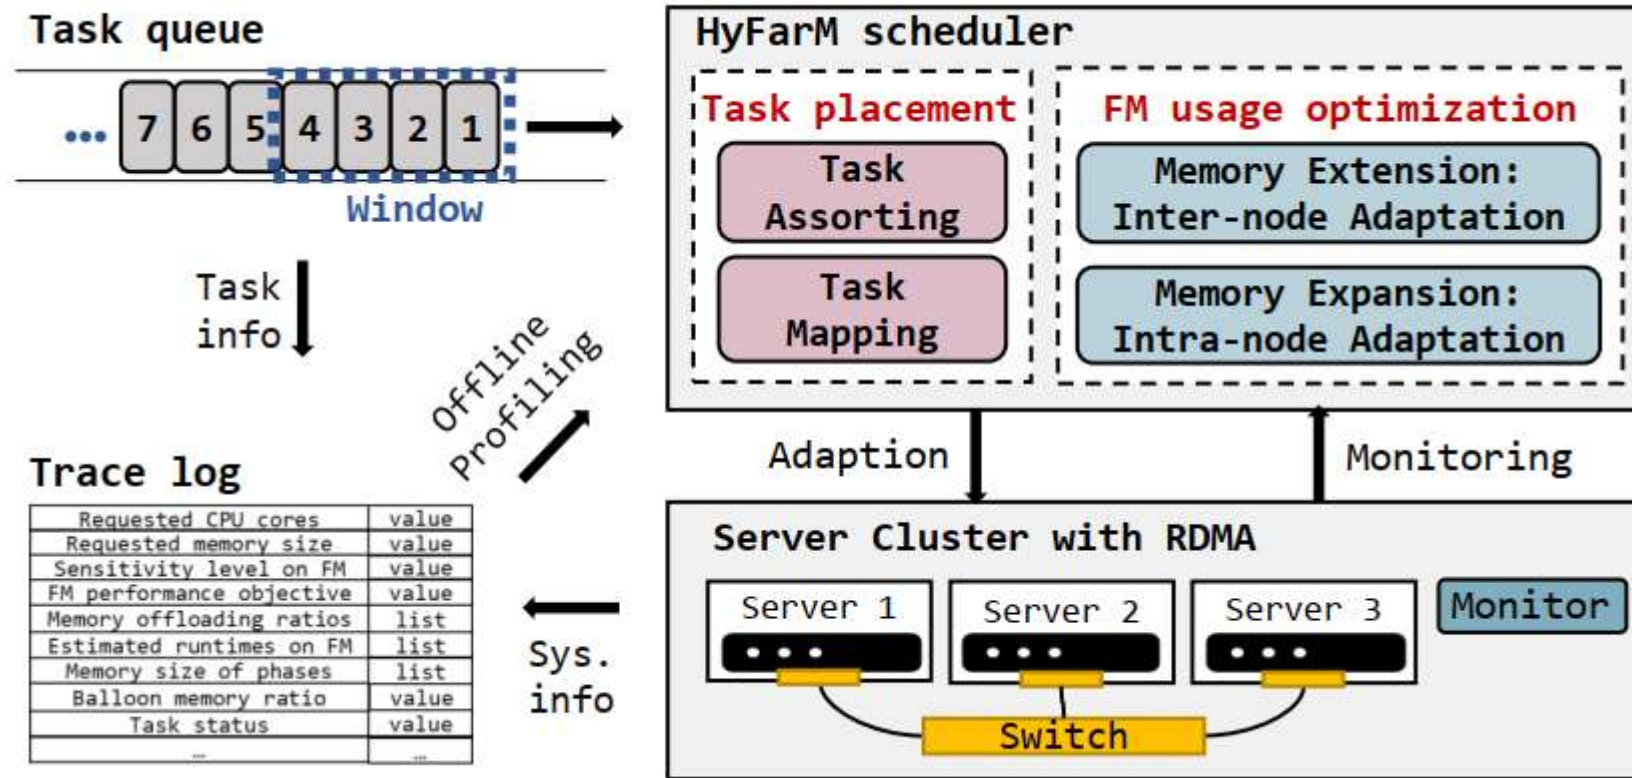 Task queue
... 7 6 5 4 3 2 1
Window
Task
info
Offline
Profiling
Trace log
Requested CPU cores value
Requested memory size value
Sensitivity level on FM value
FM performance objective value
Memory offloading ratios list
Estimated runtimes on FM list
Memory size of phases list
Balloon memory ratio value
Task status value
... ...
HyFarM scheduler
Task placement
Task
Assorting
Task
Mapping
FM usage optimization
Memory Extension:
Inter-node Adaptation
Memory Expansion:
Intra-node Adaptation
Adaption
Monitoring
Sys.
info
Server Cluster with RDMA
Server 1
Server 2
Server 3
Monitor
Switch